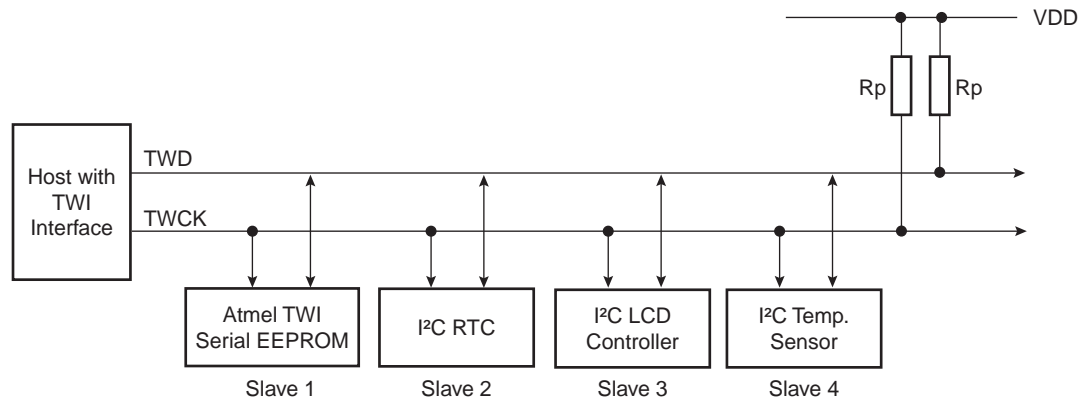 VDD
Rp
Rp
Host with
TWI
Interface
TWD
TWCK
Atmel TWI
Serial EEPROM
I²C RTC
I²C LCD
Controller
I²C Temp.
Sensor
Slave 1
Slave 2
Slave 3
Slave 4